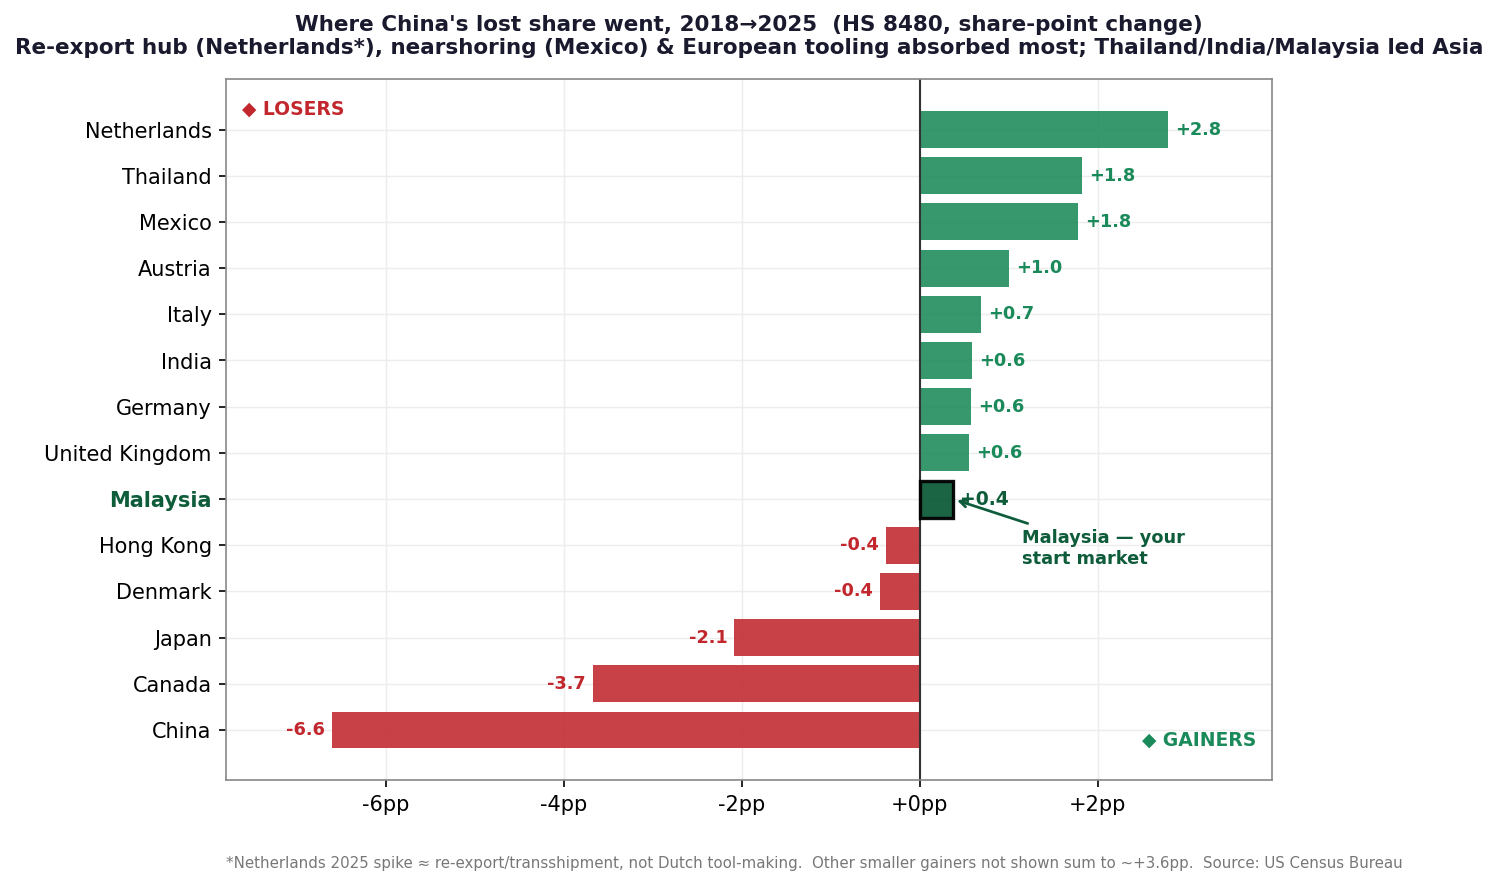 Where China's lost share went, 2018→2025  (HS 8480, share-point change)
Re-export hub (Netherlands*), nearshoring (Mexico) & European tooling absorbed most; Thailand/India/Malaysia led Asia
◆ LOSERS
Netherlands +2.8
Thailand +1.8
Mexico +1.8
Austria +1.0
Italy +0.7
India +0.6
Germany +0.6
United Kingdom +0.6
Malaysia +0.4
Malaysia — your
start market
Hong Kong -0.4
Denmark -0.4
Japan -2.1
Canada -3.7
China -6.6
◆ GAINERS
-6pp -4pp -2pp +0pp +2pp
*Netherlands 2025 spike ≈ re-export/transshipment, not Dutch tool-making.  Other smaller gainers not shown sum to ~+3.6pp.  Source: US Census Bureau